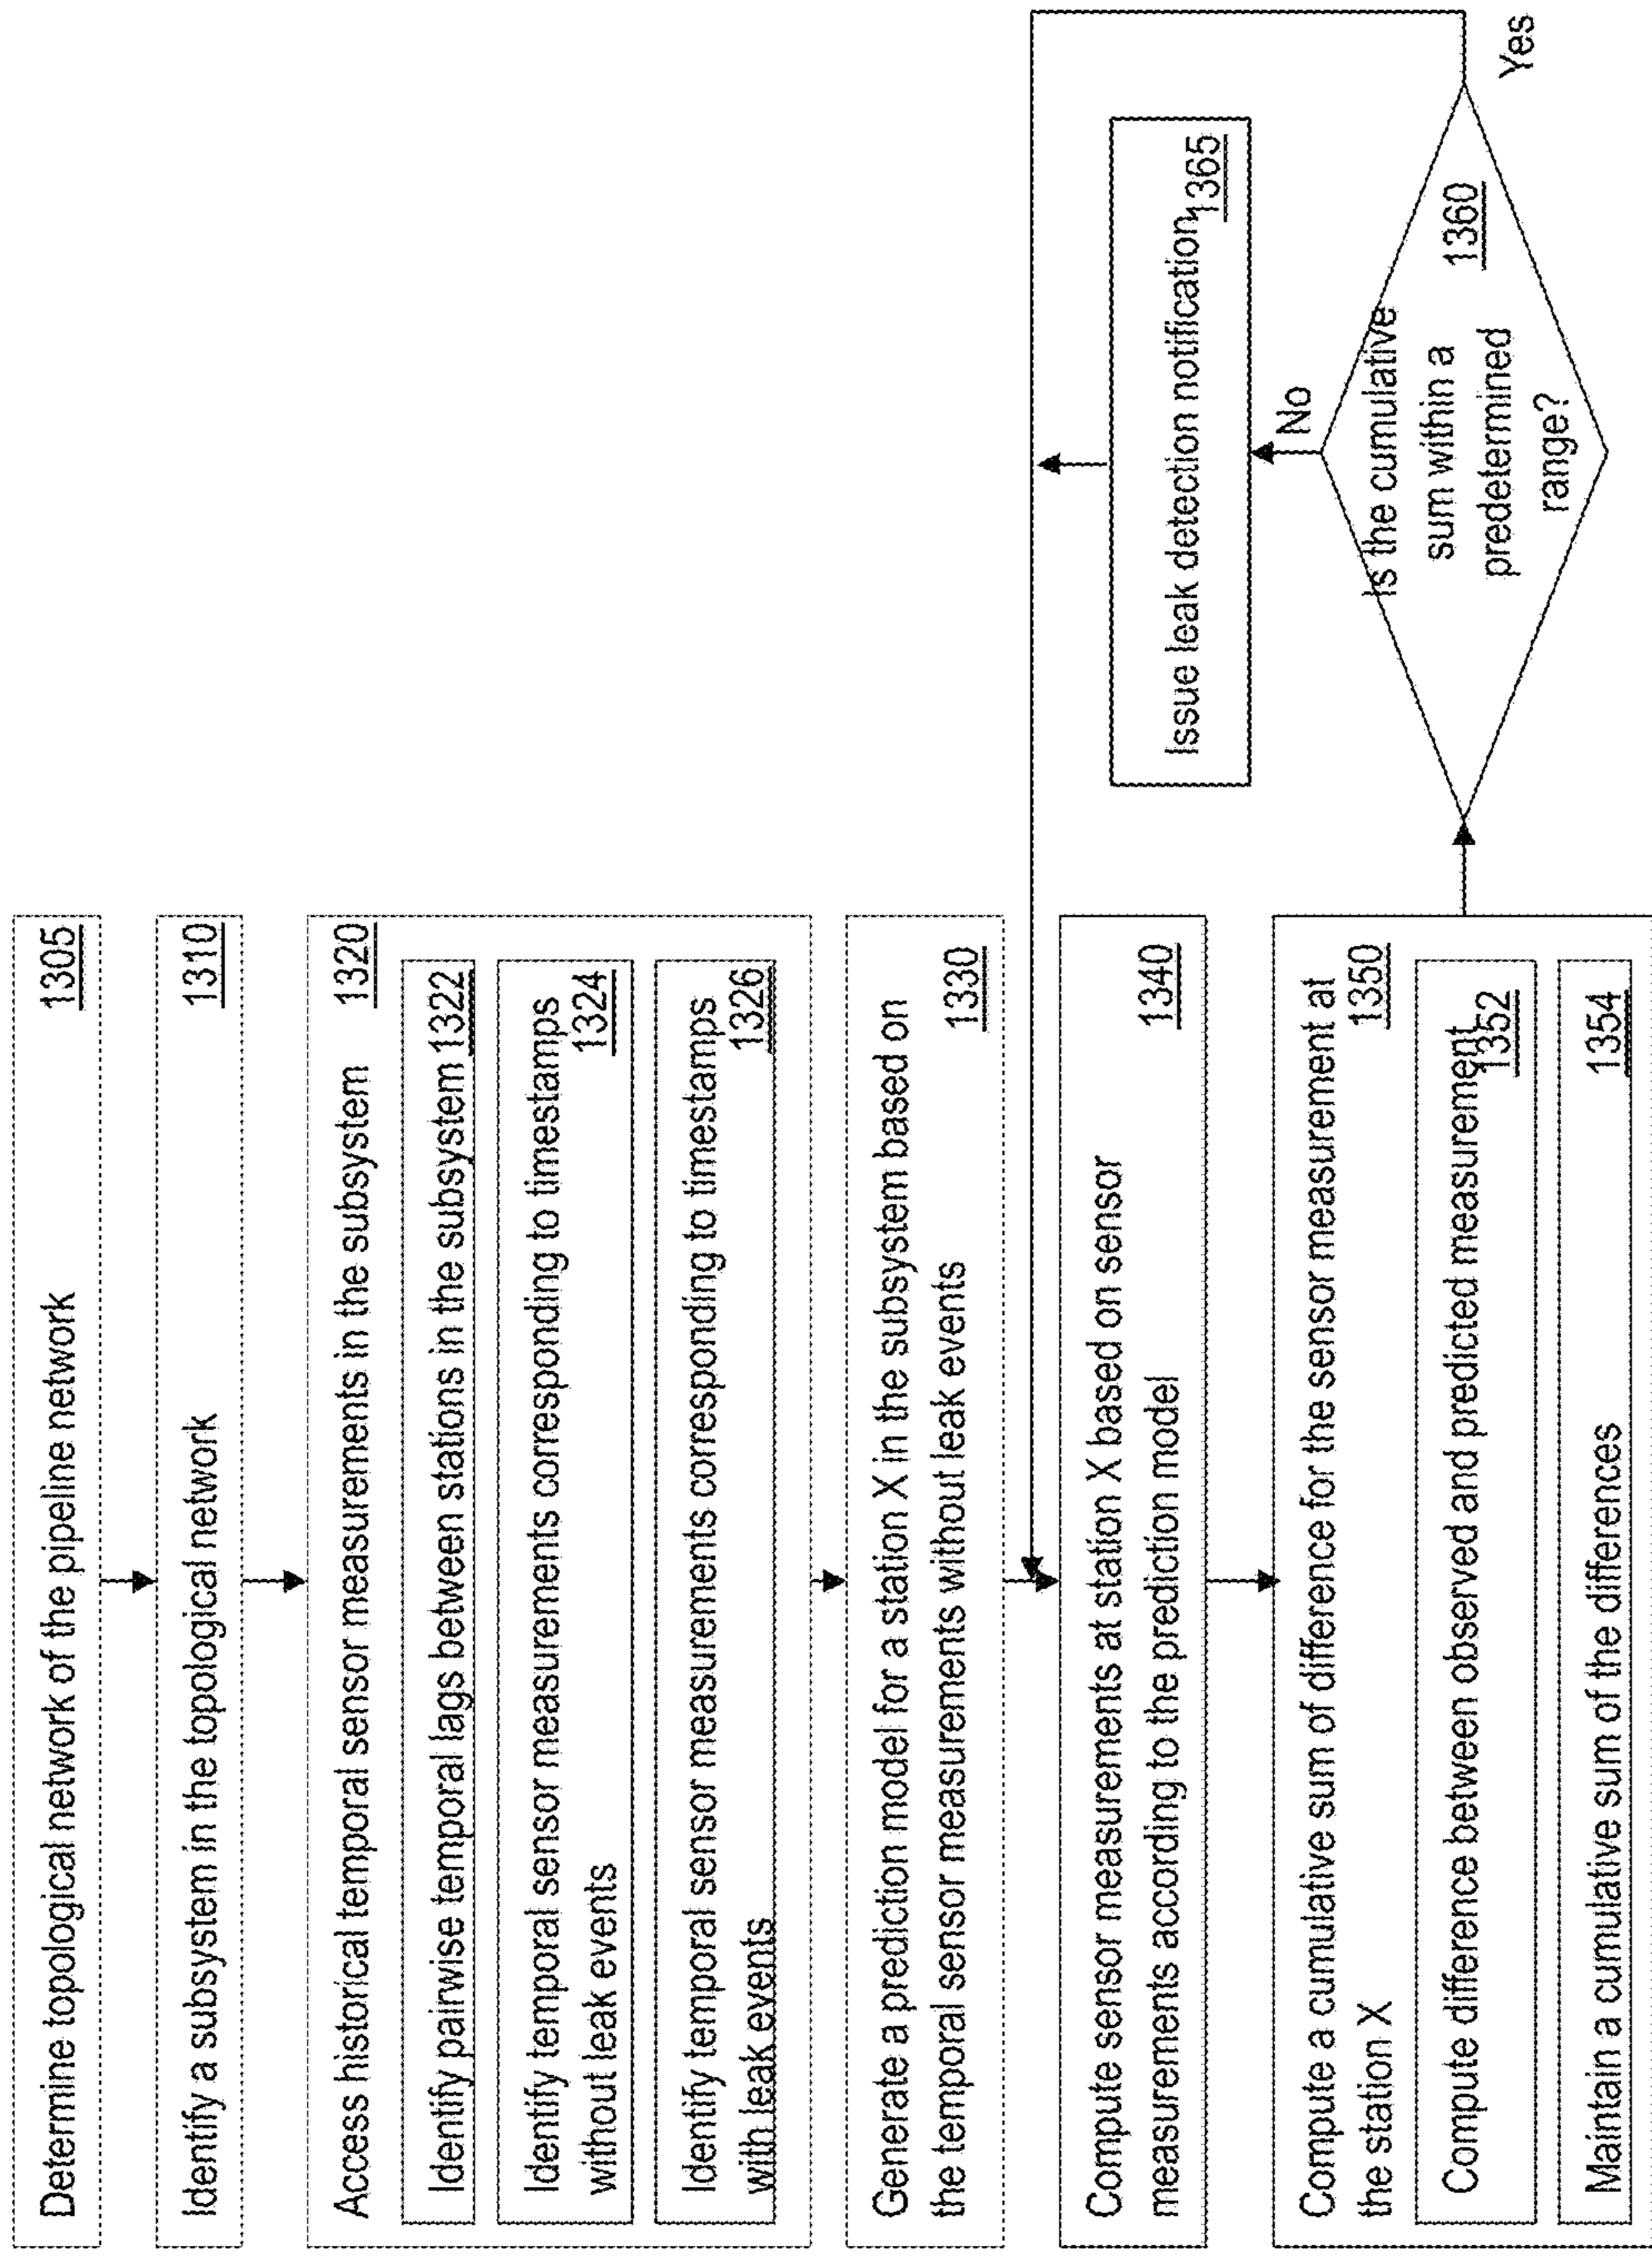 Determine topological network of the pipeline network
1305
Identify a subsystem in the topological network
1310
Access historical temporal sensor measurements in the subsystem
1320
Identify pairwise temporal lags between stations in the subsystem 1322
Identify temporal sensor measurements corresponding to timestamps
without leak events
1324
Identify temporal sensor measurements corresponding to timestamps
with leak events
1326
Generate a prediction model for a station X in the subsystem based on
the temporal sensor measurements without leak events
1330
Compute sensor measurements at station X based on sensor
measurements according to the prediction model
1340
Compute a cumulative sum of difference for the sensor measurement at
the station X
1350
Compute difference between observed and predicted measurement
1352
Maintain a cumulative sum of the differences
1354
Issue leak detection notification
1365
No
Is the cumulative
sum within a
predetermined
range?
1360
Yes